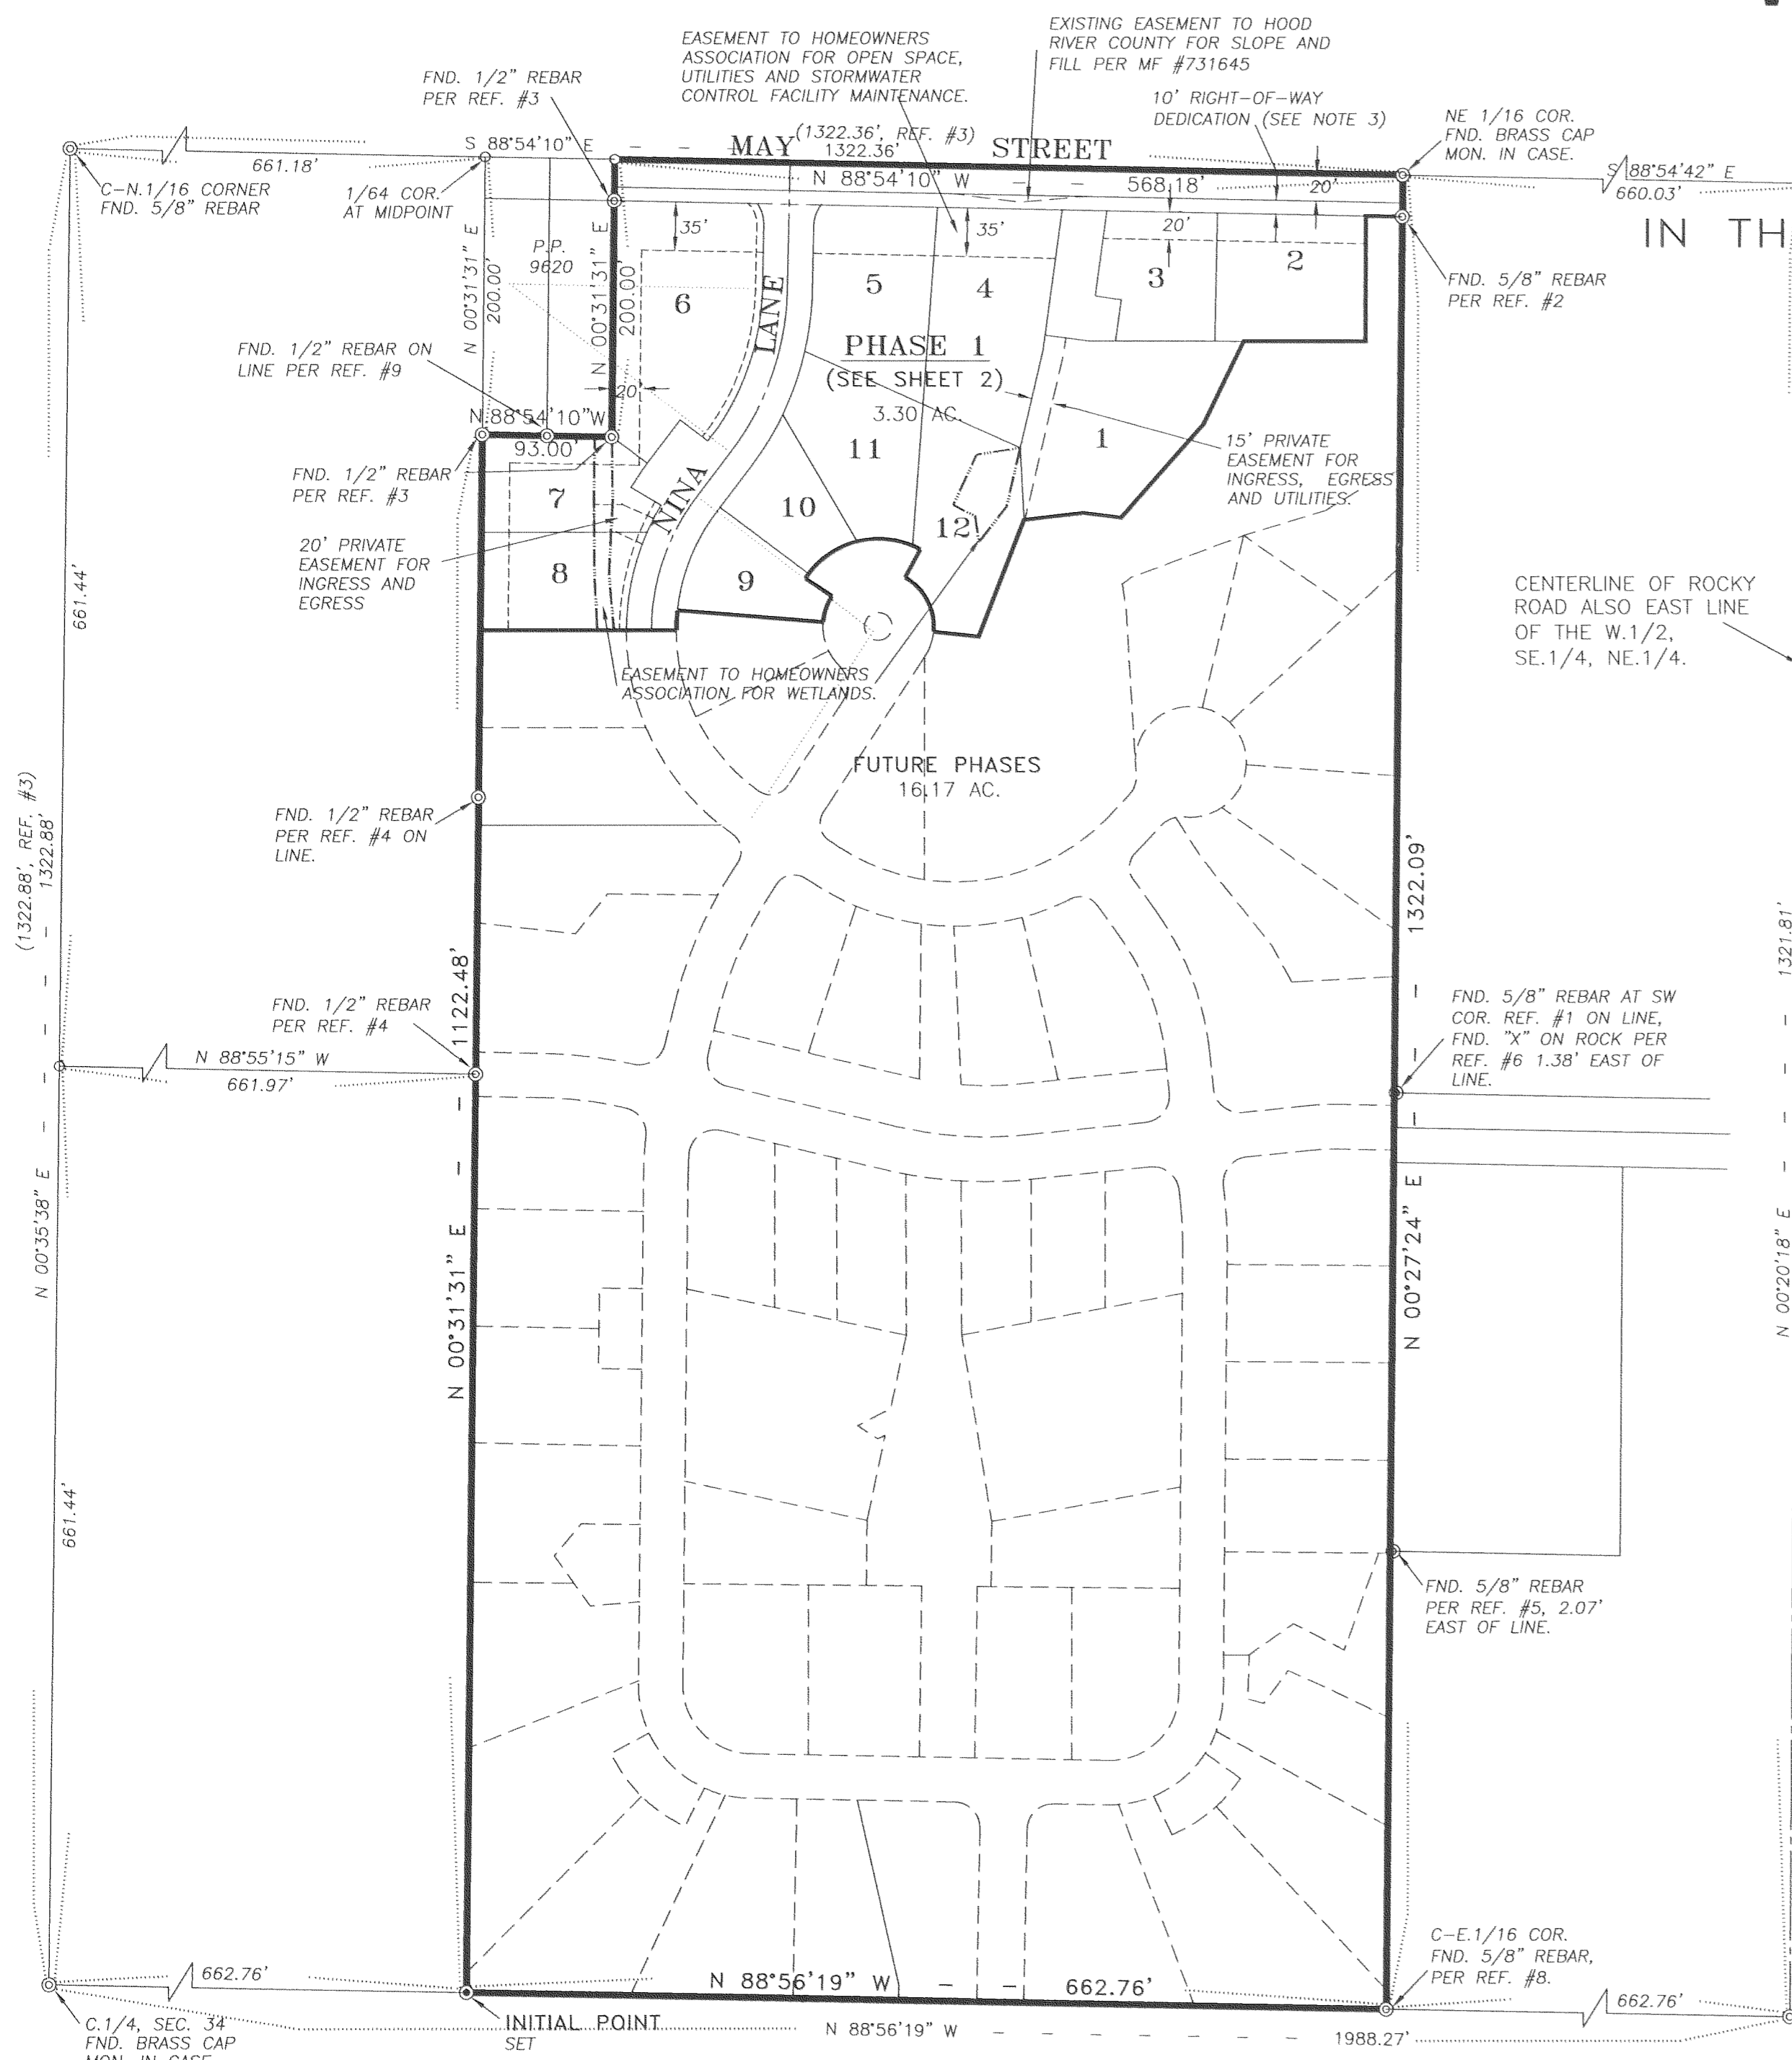 EASEMENT TO HOMEOWNERS
ASSOCIATION FOR OPEN SPACE,
UTILITIES AND STORMWATER
CONTROL FACILITY MAINTENANCE.
EXISTING EASEMENT TO HOOD
RIVER COUNTY FOR SLOPE AND
FILL PER MF #731645
FND. 1/2" REBAR
PER REF. #3
10' RIGHT-OF-WAY
DEDICATION (SEE NOTE 3)
NE 1/16 COR.
FND. BRASS CAP
MON. IN CASE.
S 88°54'10" E
661.18'
(1322.36', REF. #3)
1322.36'
MAY STREET
N 88°54'10" W
568.18'
20'
S 88°54'42" E
660.03'
C-N.1/16 CORNER
FND. 5/8" REBAR
1/64 COR.
AT MIDPOINT
IN TH
P.P.
9620
N 00°31'31" E
200.00'
N 00°31'31" E
200.00'
35'
35'
20'
6
5
4
3
2
FND. 5/8" REBAR
PER REF. #2
NINA LANE
PHASE 1
(SEE SHEET 2)
3.30 AC.
FND. 1/2" REBAR ON
LINE PER REF. #9
20'
N 88°54'10"W
93.00'
11
1
15' PRIVATE
EASEMENT FOR
INGRESS, EGRESS
AND UTILITIES.
FND. 1/2" REBAR
PER REF. #3
7
10
12
20' PRIVATE
EASEMENT FOR
INGRESS AND
EGRESS
8
9
661.44'
CENTERLINE OF ROCKY
ROAD ALSO EAST LINE
OF THE W.1/2,
SE.1/4, NE.1/4.
EASEMENT TO HOMEOWNERS
ASSOCIATION FOR WETLANDS.
FUTURE PHASES
16.17 AC.
FND. 1/2" REBAR
PER REF. #4 ON
LINE.
(1322.88', REF. #3)
1322.88'
1322.09'
1122.48'
1321.81'
FND. 1/2" REBAR
PER REF. #4
N 88°55'15" W
661.97'
FND. 5/8" REBAR AT SW
COR. REF. #1 ON LINE,
FND. "X" ON ROCK PER
REF. #6 1.38' EAST OF
LINE.
N 00°35'38" E
N 00°31'31" E
N 00°27'24" E
N 00°20'18" E
661.44'
FND. 5/8" REBAR
PER REF. #5, 2.07'
EAST OF LINE.
C-E.1/16 COR.
FND. 5/8" REBAR,
PER REF. #8.
662.76'
N 88°56'19" W
662.76'
662.76'
INITIAL POINT
SET
N 88°56'19" W
1988.27'
C.1/4, SEC. 34
FND. BRASS CAP
MON. IN CASE